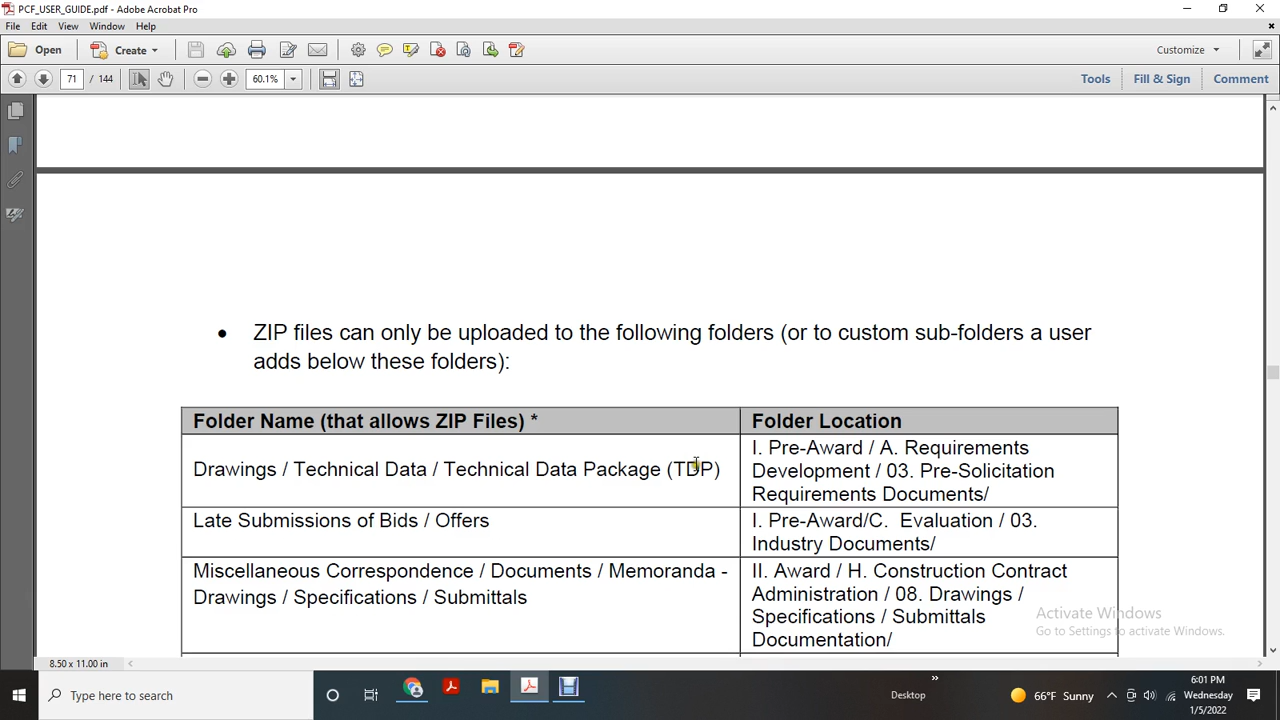 PCF_USER_GUIDE.pdf - Adobe Acrobat Pro
File Edit View Window Help
Open Create Customize
71 / 144 60.1% Tools Fill & Sign Comment
• ZIP files can only be uploaded to the following folders (or to custom sub-folders a user
adds below these folders):
Folder Name (that allows ZIP Files) * Folder Location
Drawings / Technical Data / Technical Data Package (TDP)
I. Pre-Award / A. Requirements
Development / 03. Pre-Solicitation
Requirements Documents/
Late Submissions of Bids / Offers
I. Pre-Award/C. Evaluation / 03.
Industry Documents/
Miscellaneous Correspondence / Documents / Memoranda -
Drawings / Specifications / Submittals
II. Award / H. Construction Contract
Administration / 08. Drawings /
Specifications / Submittals
Documentation/
Activate Windows
Go to Settings to activate Windows.
8.50 x 11.00 in
Type here to search
Desktop
66°F Sunny
6:01 PM
Wednesday
1/5/2022